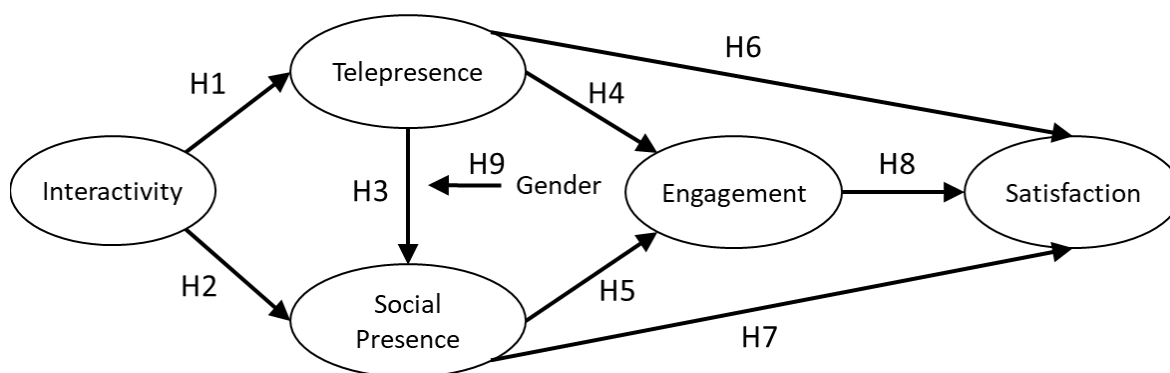 H6
Telepresence
H1
H4
H9
H3
Gender
H8
Interactivity
Engagement
Satisfaction
H2
H5
Social
Presence
H7